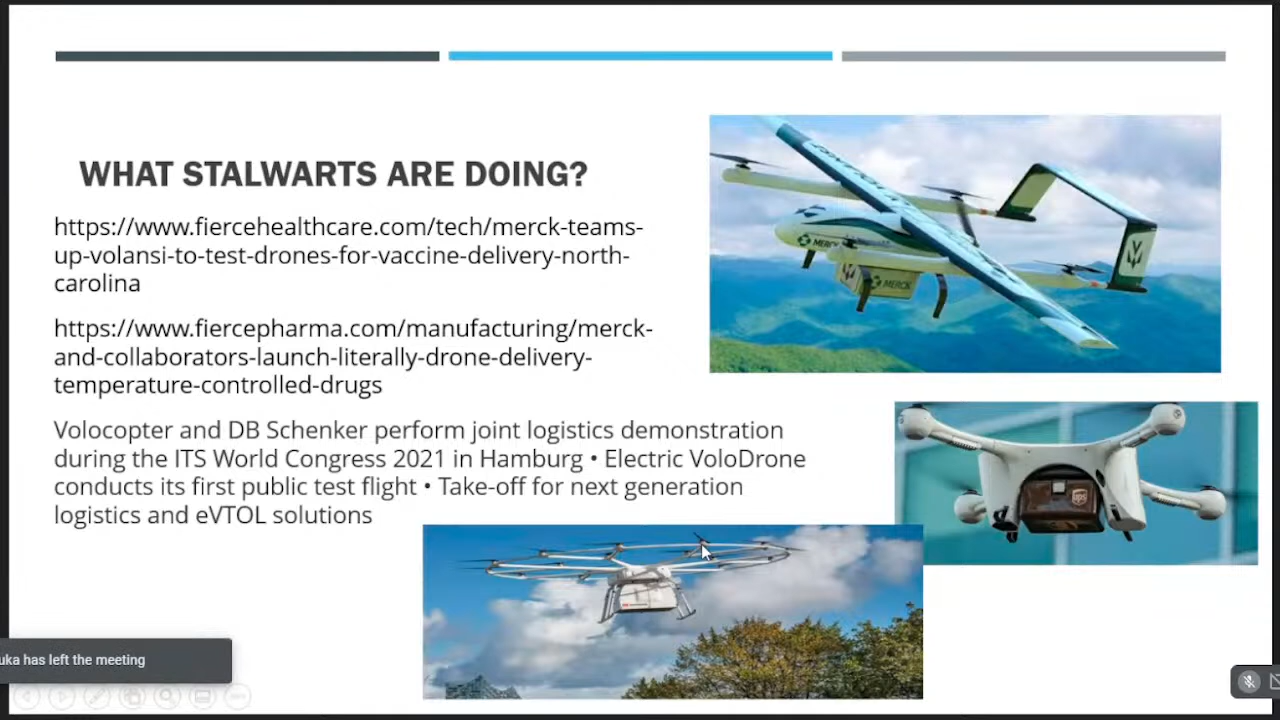 WHAT STALWARTS ARE DOING?
https://www.fiercehealthcare.com/tech/merck-teams-
up-volansi-to-test-drones-for-vaccine-delivery-north-
carolina
https://www.fiercepharma.com/manufacturing/merck-
and-collaborators-launch-literally-drone-delivery-
temperature-controlled-drugs
Volocopter and DB Schenker perform joint logistics demonstration
during the ITS World Congress 2021 in Hamburg • Electric VoloDrone
conducts its first public test flight • Take-off for next generation
logistics and eVTOL solutions
MERCK
MERCK
ups
uka has left the meeting